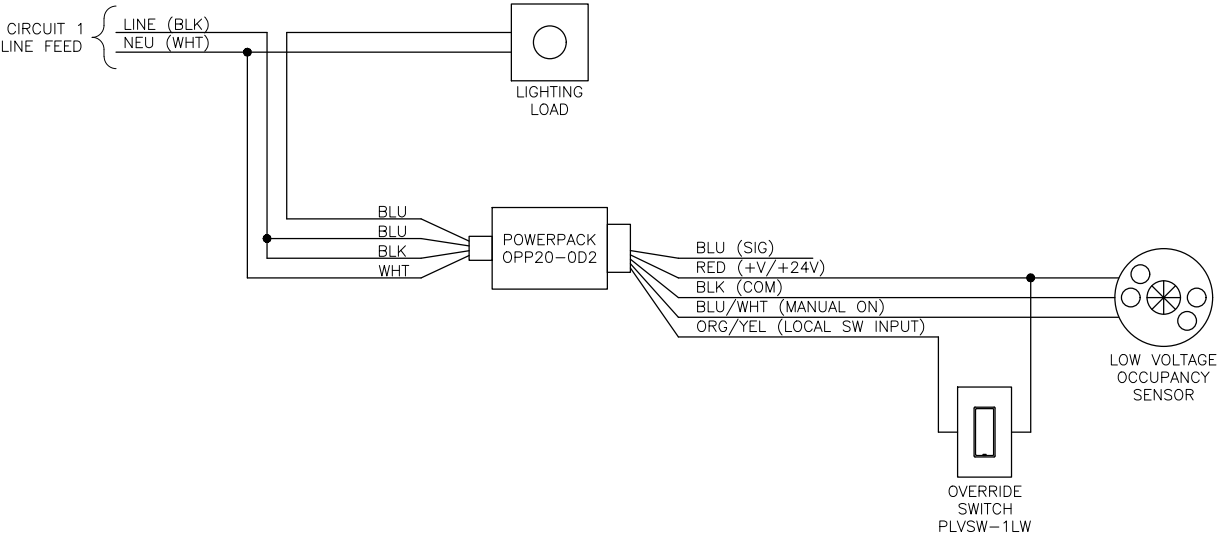 CIRCUIT 1
LINE FEED
LINE (BLK)
NEU (WHT)
LIGHTING
LOAD
BLU
BLU
BLK
WHT
POWERPACK
OPP20-0D2
BLU (SIG)
RED (+V/+24V)
BLK (COM)
BLU/WHT (MANUAL ON)
ORG/YEL (LOCAL SW INPUT)
LOW VOLTAGE
OCCUPANCY
SENSOR
OVERRIDE
SWITCH
PLVSW-1LW